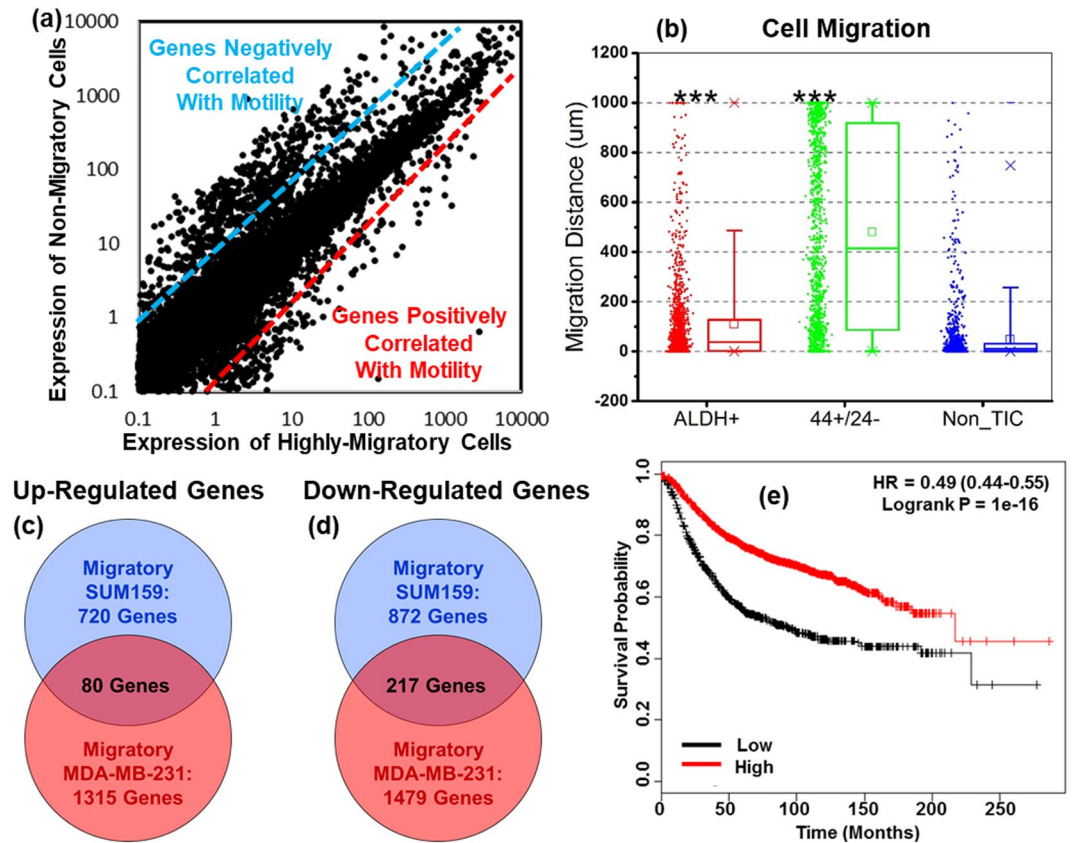 (a)
10000
1000
100
10
1
0.1
Expression of Non-Migratory Cells
Genes Negatively
Correlated
With Motility
Genes Positively
Correlated
With Motility
0.1 1 10 100 1000 10000
Expression of Highly-Migratory Cells
(b) Cell Migration
1200
1000
800
600
400
200
0
-200
Migration Distance (um)
*** ***
ALDH+ 44+/24- Non_TIC
Up-Regulated Genes
(c)
Migratory
SUM159:
720 Genes
80 Genes
Migratory
MDA-MB-231:
1315 Genes
Down-Regulated Genes
(d)
Migratory
SUM159:
872 Genes
217 Genes
Migratory
MDA-MB-231:
1479 Genes
(e)
HR = 0.49 (0.44-0.55)
Logrank P = 1e-16
1.0
0.8
0.6
0.4
0.2
0.0
Survival Probability
Low
High
0 50 100 150 200 250
Time (Months)